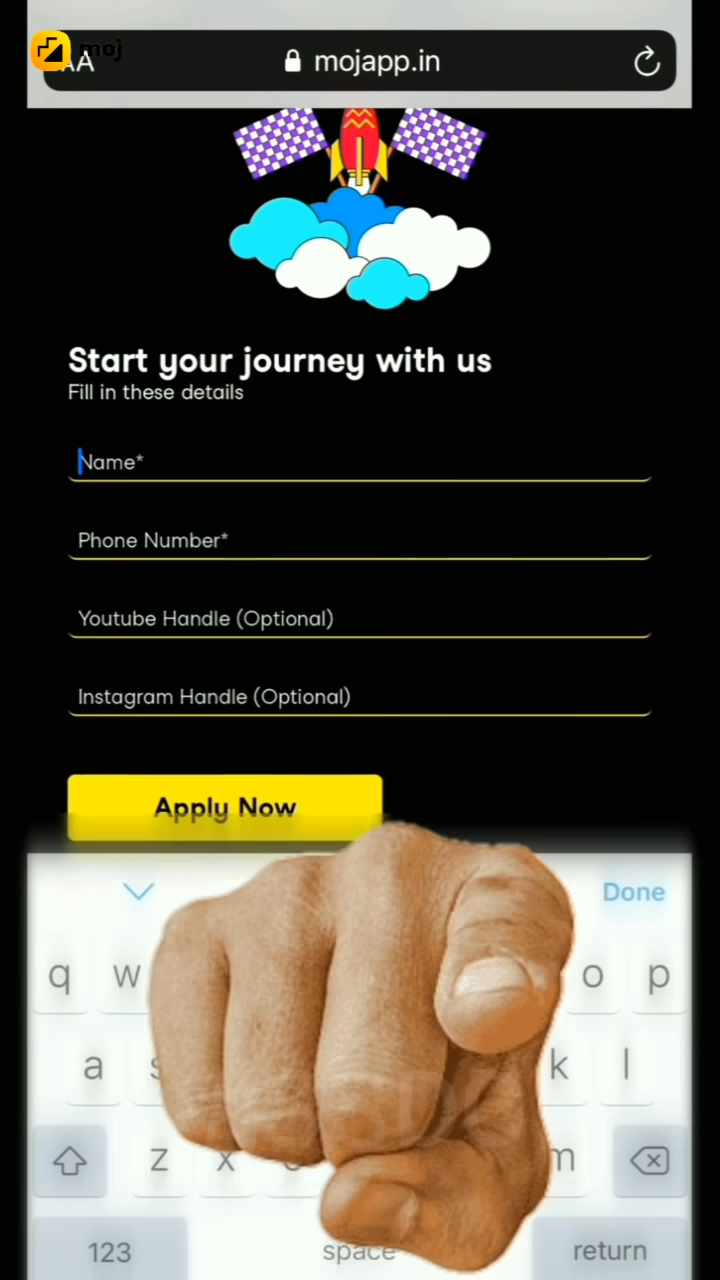 moj
AA mojapp.in
Start your journey with us
Fill in these details
Name*
Phone Number*
Youtube Handle (Optional)
Instagram Handle (Optional)
Apply Now
Done
q w o p
a s k l
z x c m
123 space return